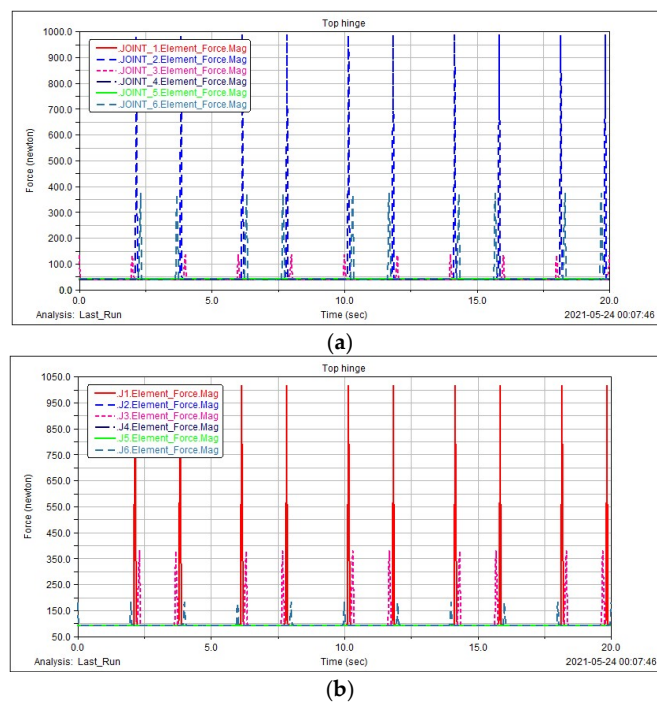 Top hinge
1000.0
900.0
800.0
700.0
600.0
500.0
400.0
300.0
200.0
100.0
0.0
Force (newton)
.JOINT_1.Element_Force.Mag
.JOINT_2.Element_Force.Mag
.JOINT_3.Element_Force.Mag
.JOINT_4.Element_Force.Mag
.JOINT_5.Element_Force.Mag
.JOINT_6.Element_Force.Mag
0.0 5.0 10.0 15.0 20.0
Analysis: Last_Run Time (sec) 2021-05-24 00:07:46
(a)
Top hinge
1050.0
950.0
850.0
750.0
650.0
550.0
450.0
350.0
250.0
150.0
50.0
Force (newton)
.J1.Element_Force.Mag
.J2.Element_Force.Mag
.J3.Element_Force.Mag
.J4.Element_Force.Mag
.J5.Element_Force.Mag
.J6.Element_Force.Mag
0.0 5.0 10.0 15.0 20.0
Analysis: Last_Run Time (sec) 2021-05-24 00:07:46
(b)